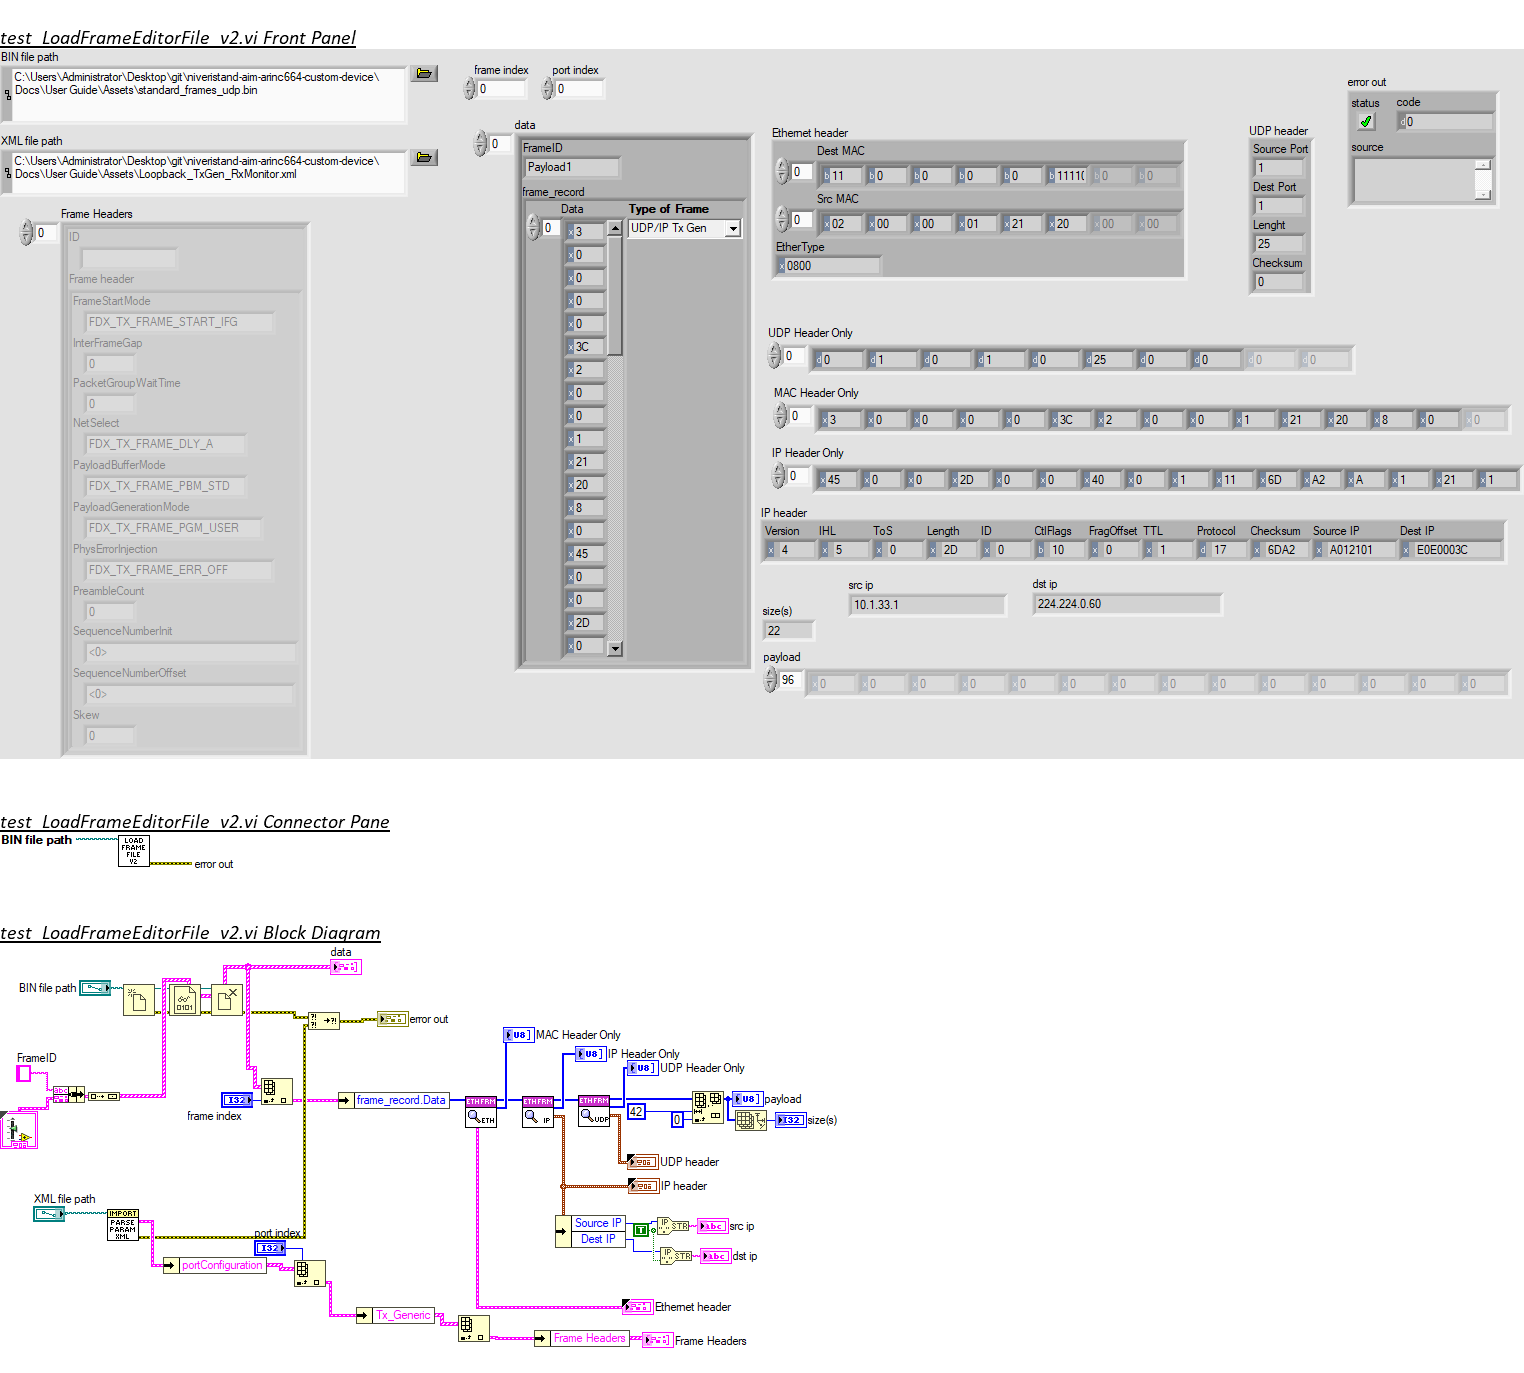 test_LoadFrameEditorFile_v2.vi Front Panel
BIN file path
C:\Users\Administrator\Desktop\git\niveristand-aim-arinc664-custom-device\
Docs\User Guide\Assets\standard_frames_udp.bin
XML file path
C:\Users\Administrator\Desktop\git\niveristand-aim-arinc664-custom-device\
Docs\User Guide\Assets\Loopback_TxGen_RxMonitor.xml
frame index
0
port index
0
Frame Headers
0
ID
Frame header
FrameStartMode
FDX_TX_FRAME_START_IFG
InterFrameGap
0
PacketGroupWaitTime
0
NetSelect
FDX_TX_FRAME_DLY_A
PayloadBufferMode
FDX_TX_FRAME_PBM_STD
PayloadGenerationMode
FDX_TX_FRAME_PGM_USER
PhysErrorInjection
FDX_TX_FRAME_ERR_OFF
PreambleCount
0
SequenceNumberInit
<0>
SequenceNumberOffset
<0>
Skew
0
data
0
FrameID
Payload1
frame_record
Data
Type of Frame
0
UDP/IP Tx Gen
x 3
x 0
x 0
x 0
x 0
x 3C
x 2
x 0
x 0
x 1
x 21
x 20
x 8
x 0
x 45
x 0
x 0
x 2D
x 0
Ethernet header
0
Dest MAC
b 11 b 0 b 0 b 0 b 0 b 1111( b 0 b 0
Src MAC
0
x 02 x 00 x 00 x 01 x 21 x 20 x 00 x 00
EtherType
x 0800
UDP header
Source Port
1
Dest Port
1
Lenght
25
Checksum
0
error out
status
code
d 0
source
UDP Header Only
0 d 0 d 1 d 0 d 1 d 0 d 25 d 0 d 0 d 0 d 0
MAC Header Only
0 x 3 x 0 x 0 x 0 x 0 x 3C x 2 x 0 x 0 x 1 x 21 x 20 x 8 x 0 x 0
IP Header Only
0 x 45 x 0 x 0 x 2D x 0 x 0 x 40 x 0 x 1 x 11 x 6D x A2 x A x 1 x 21 x 1
IP header
Version IHL ToS Length ID CtlFlags FragOffset TTL Protocol Checksum Source IP Dest IP
x 4 x 5 x 0 x 2D x 0 b 10 x 0 x 1 d 17 x 6DA2 x A012101 x E0E0003C
src ip
10.1.33.1
dst ip
224.224.0.60
size(s)
22
payload
96 x 0 x 0 x 0 x 0 x 0 x 0 x 0 x 0 x 0 x 0 x 0 x 0 x 0 x 0
test_LoadFrameEditorFile_v2.vi Connector Pane
BIN file path
LOAD
FRAME
FILE
V2
error out
test_LoadFrameEditorFile_v2.vi Block Diagram
data
BIN file path
0101
error out
FrameID
abc
frame index
I32
frame_record.Data
MAC Header Only
U8
IP Header Only
U8
UDP Header Only
U8
ETHFRM
ETH
ETHFRM
IP
ETHFRM
UDP
42
0
U8
payload
I32
size(s)
UDP header
IP header
Source IP
Dest IP
T
IP
STR
abc
src ip
IP
STR
abc
dst ip
XML file path
IMPORT
PARSE
PARAM
XML
port index
I32
portConfiguration
Tx_Generic
Frame Headers
Frame Headers
Ethernet header